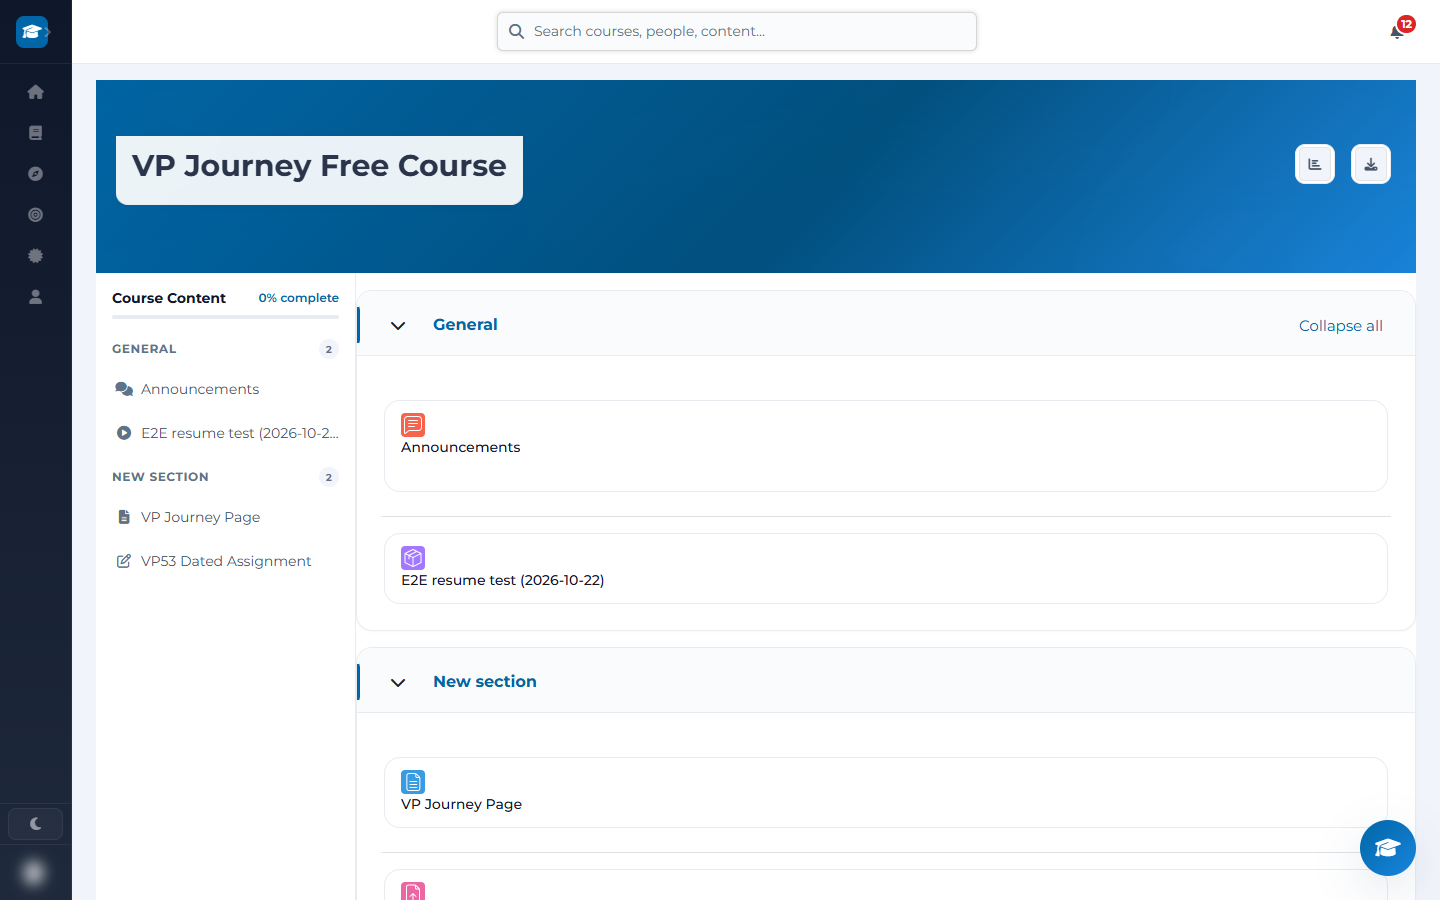 Search courses, people, content...
12
VP Journey Free Course
Course Content
0% complete
GENERAL
2
Announcements
E2E resume test (2026-10-2...
NEW SECTION
2
VP Journey Page
VP53 Dated Assignment
General
Collapse all
Announcements
E2E resume test (2026-10-22)
New section
VP Journey Page